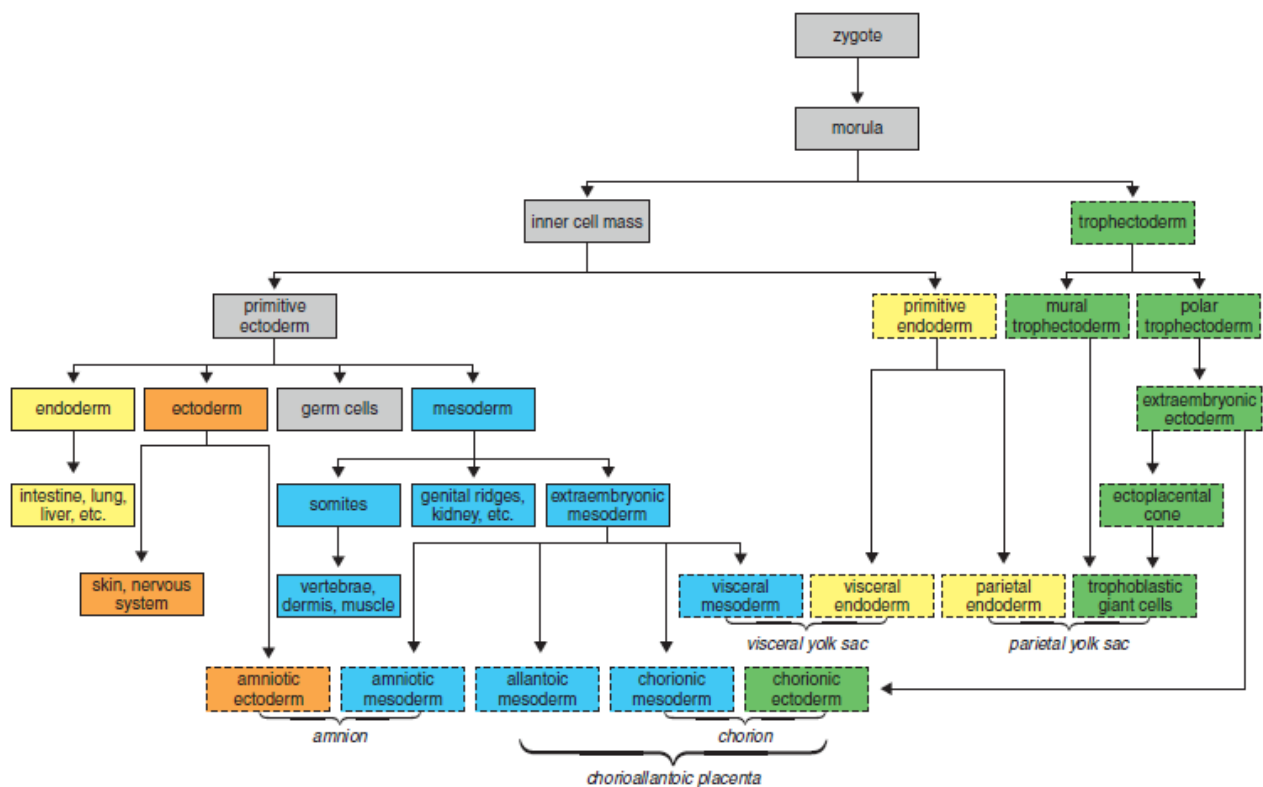 zygote
morula
inner cell mass
trophectoderm
primitive
ectoderm
primitive
endoderm
mural
trophectoderm
polar
trophectoderm
endoderm
ectoderm
germ cells
mesoderm
extraembryonic
ectoderm
intestine, lung,
liver, etc.
somites
genital ridges,
kidney, etc.
extraembryonic
mesoderm
ectoplacental
cone
skin, nervous
system
vertebrae,
dermis, muscle
visceral
mesoderm
visceral
endoderm
parietal
endoderm
trophoblastic
giant cells
visceral yolk sac
parietal yolk sac
amniotic
ectoderm
amniotic
mesoderm
allantoic
mesoderm
chorionic
mesoderm
chorionic
ectoderm
amnion
chorion
chorioallantoic placenta